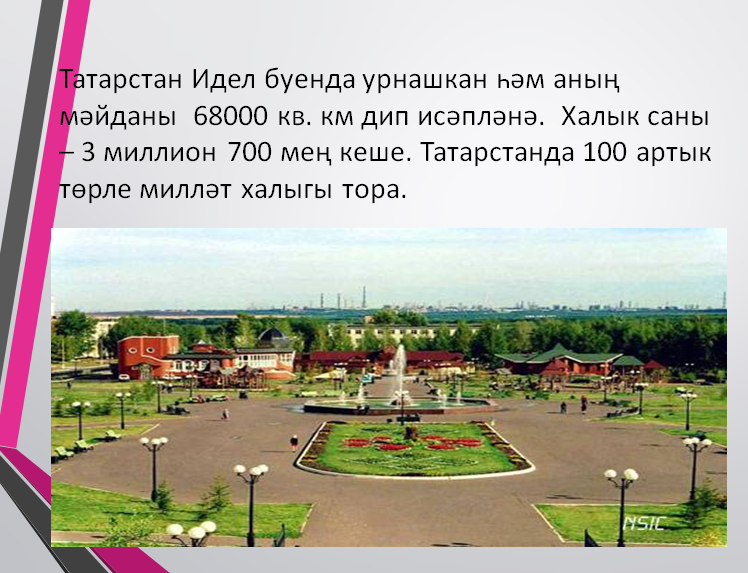 Татарстан Идел буенда урнашкан һәм аның
мәйданы 68000 кв. км дип исәпләнә. Халык саны
– 3 миллион 700 мең кеше. Татарстанда 100 артык
төрле милләт халыгы тора.
NSIC